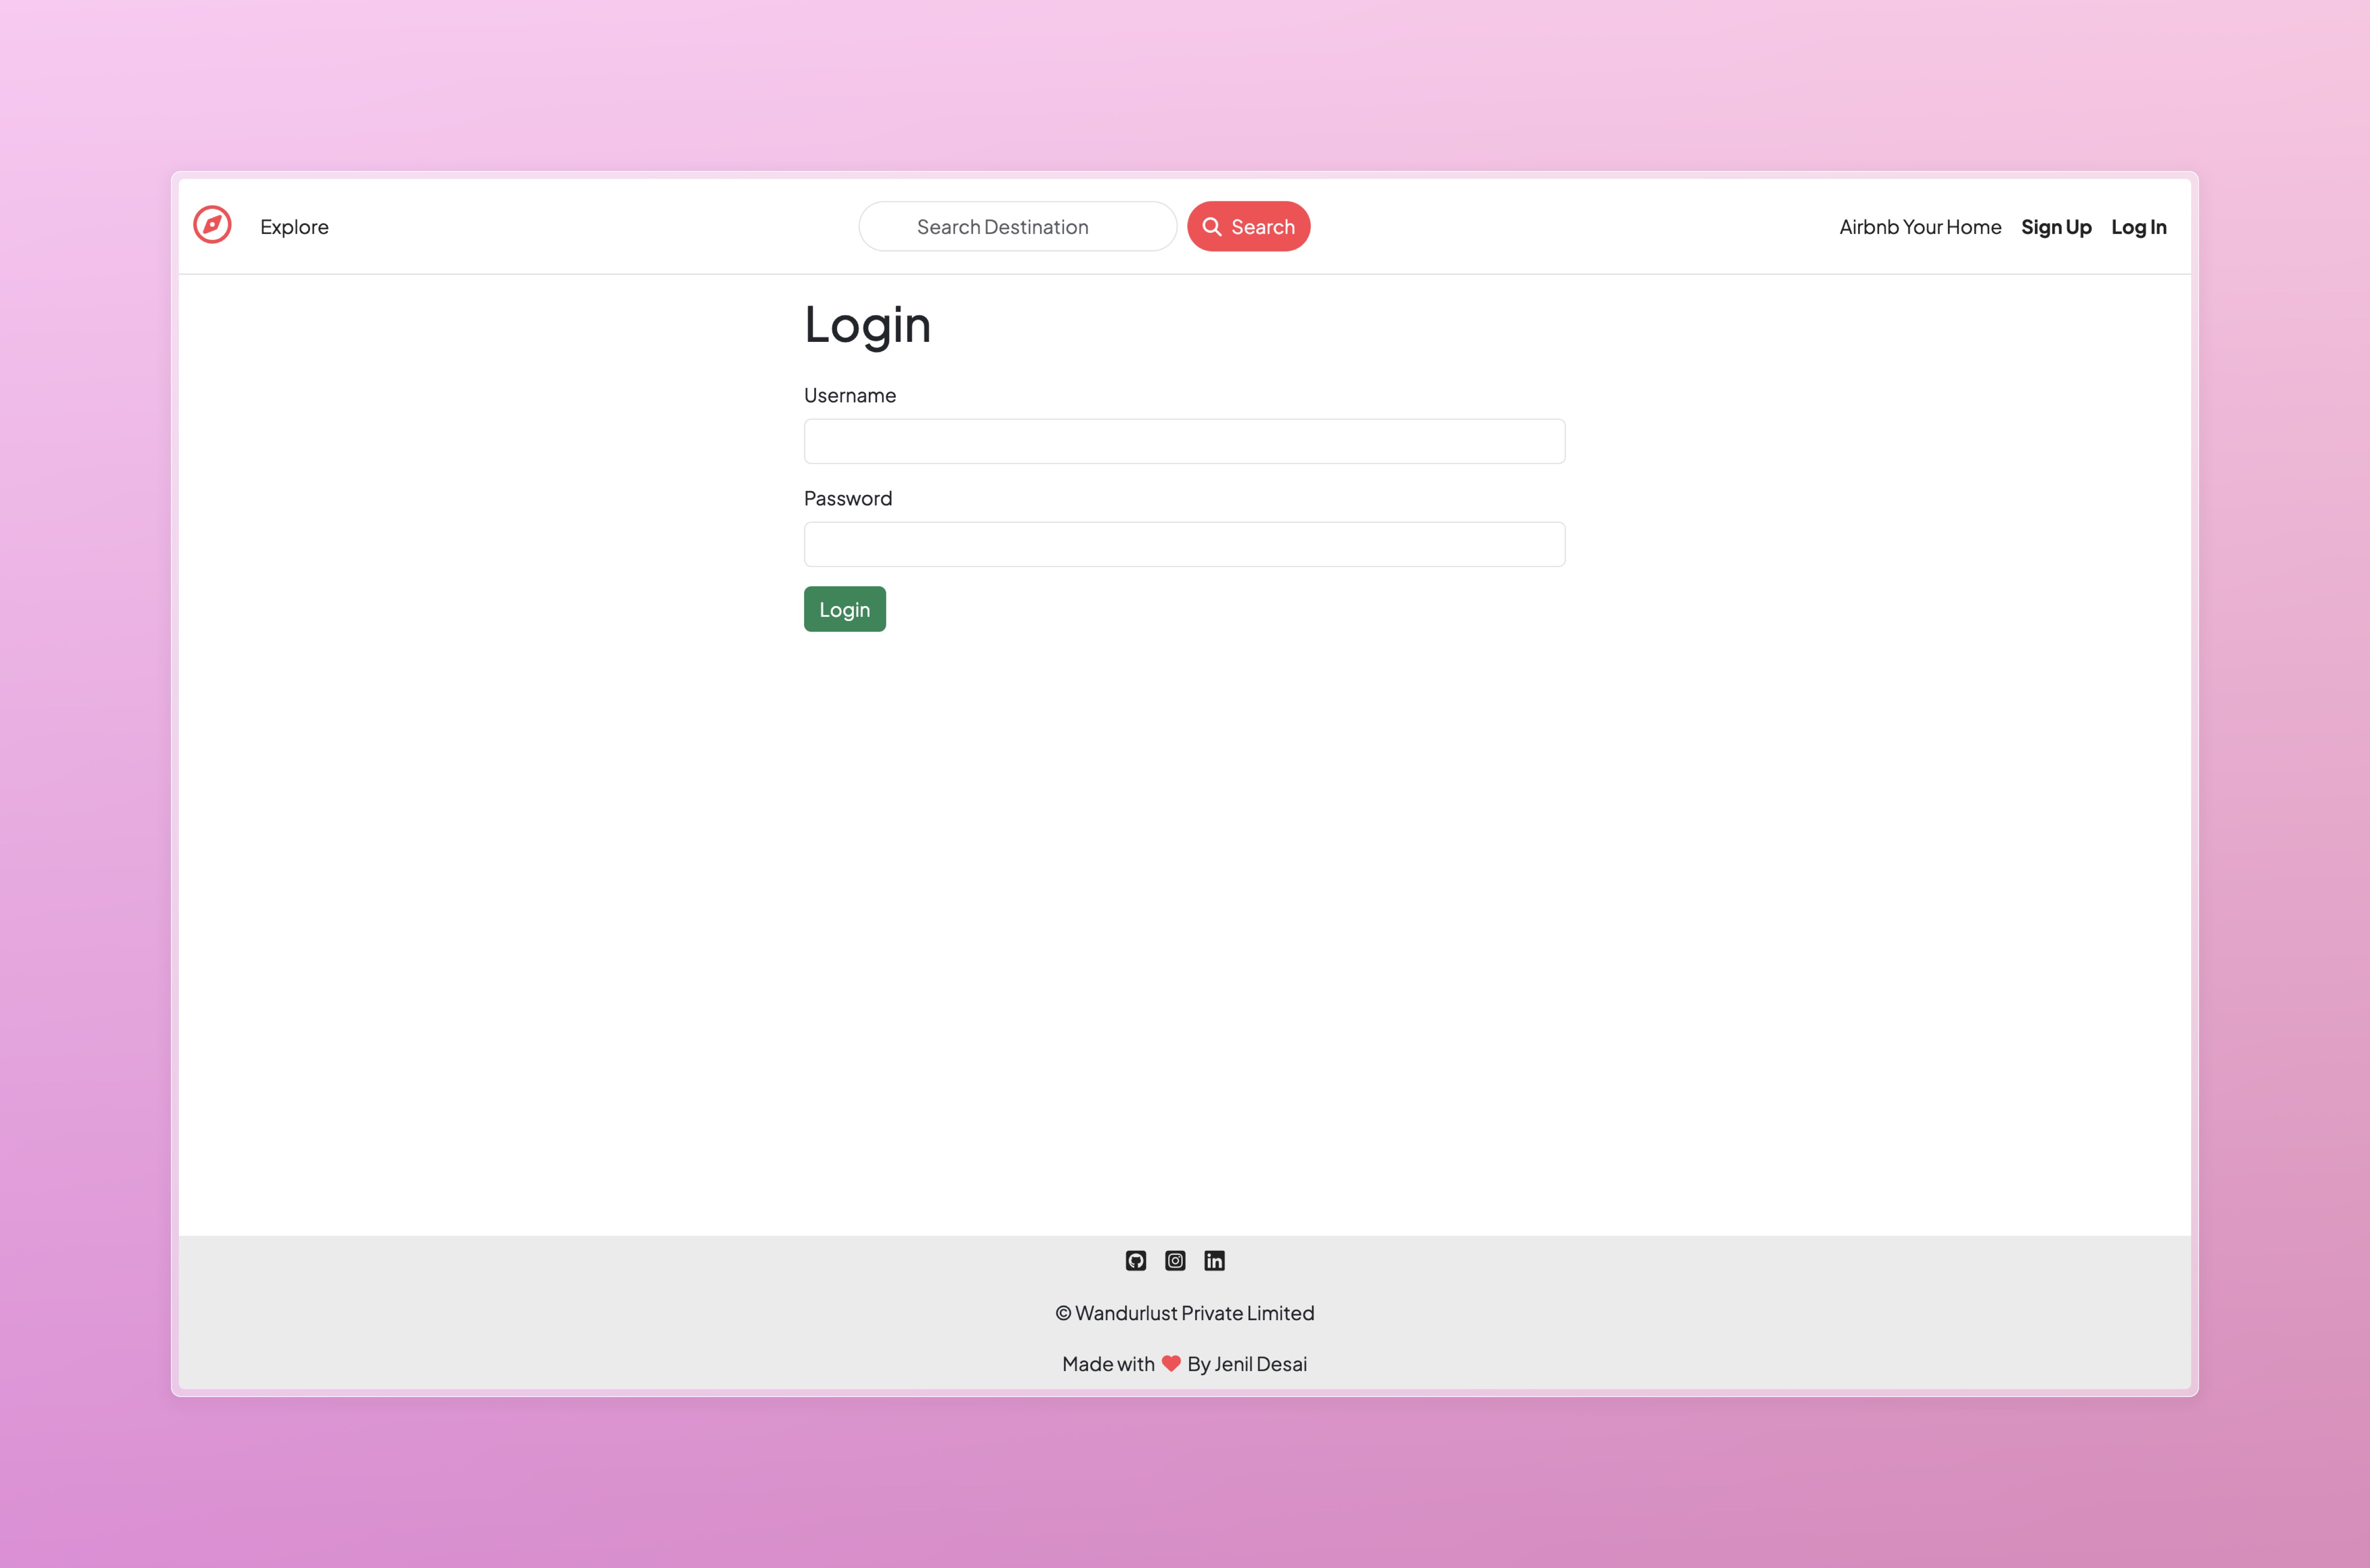 Explore
Search Destination
Search
Airbnb Your Home
Sign Up
Log In
Login
Username
Password
Login
© Wandurlust Private Limited
Made with ❤ By Jenil Desai